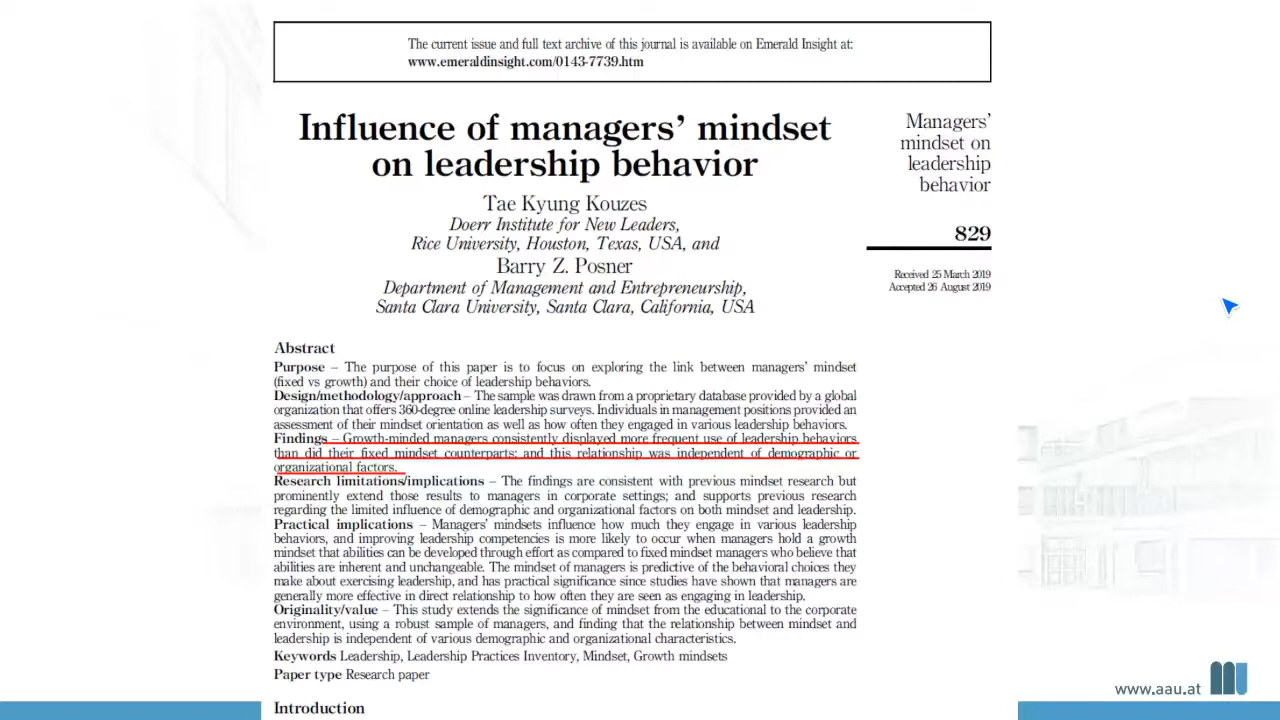 The current issue and full text archive of this journal is available on Emerald Insight at:
www.emeraldinsight.com/0143-7739.htm
Influence of managers’ mindset
on leadership behavior
Tae Kyung Kouzes
Doerr Institute for New Leaders,
Rice University, Houston, Texas, USA, and
Barry Z. Posner
Department of Management and Entrepreneurship,
Santa Clara University, Santa Clara, California, USA
Managers’
mindset on
leadership
behavior
829
Received 25 March 2019
Accepted 26 August 2019
Abstract
Purpose – The purpose of this paper is to focus on exploring the link between managers’ mindset
(fixed vs growth) and their choice of leadership behaviors.
Design/methodology/approach – The sample was drawn from a proprietary database provided by a global
organization that offers 360-degree online leadership surveys. Individuals in management positions provided an
assessment of their mindset orientation as well as how often they engaged in various leadership behaviors.
Findings – Growth-minded managers consistently displayed more frequent use of leadership behaviors
than did their fixed mindset counterparts; and this relationship was independent of demographic or
organizational factors.
Research limitations/implications – The findings are consistent with previous mindset research but
prominently extend those results to managers in corporate settings; and supports previous research
regarding the limited influence of demographic and organizational factors on both mindset and leadership.
Practical implications – Managers’ mindsets influence how much they engage in various leadership
behaviors, and improving leadership competencies is more likely to occur when managers hold a growth
mindset that abilities can be developed through effort as compared to fixed mindset managers who believe that
abilities are inherent and unchangeable. The mindset of managers is predictive of the behavioral choices they
make about exercising leadership, and has practical significance since studies have shown that managers are
generally more effective in direct relationship to how often they are seen as engaging in leadership.
Originality/value – This study extends the significance of mindset from the educational to the corporate
environment, using a robust sample of managers, and finding that the relationship between mindset and
leadership is independent of various demographic and organizational characteristics.
Keywords Leadership, Leadership Practices Inventory, Mindset, Growth mindsets
Paper type Research paper
Introduction
www.aau.at